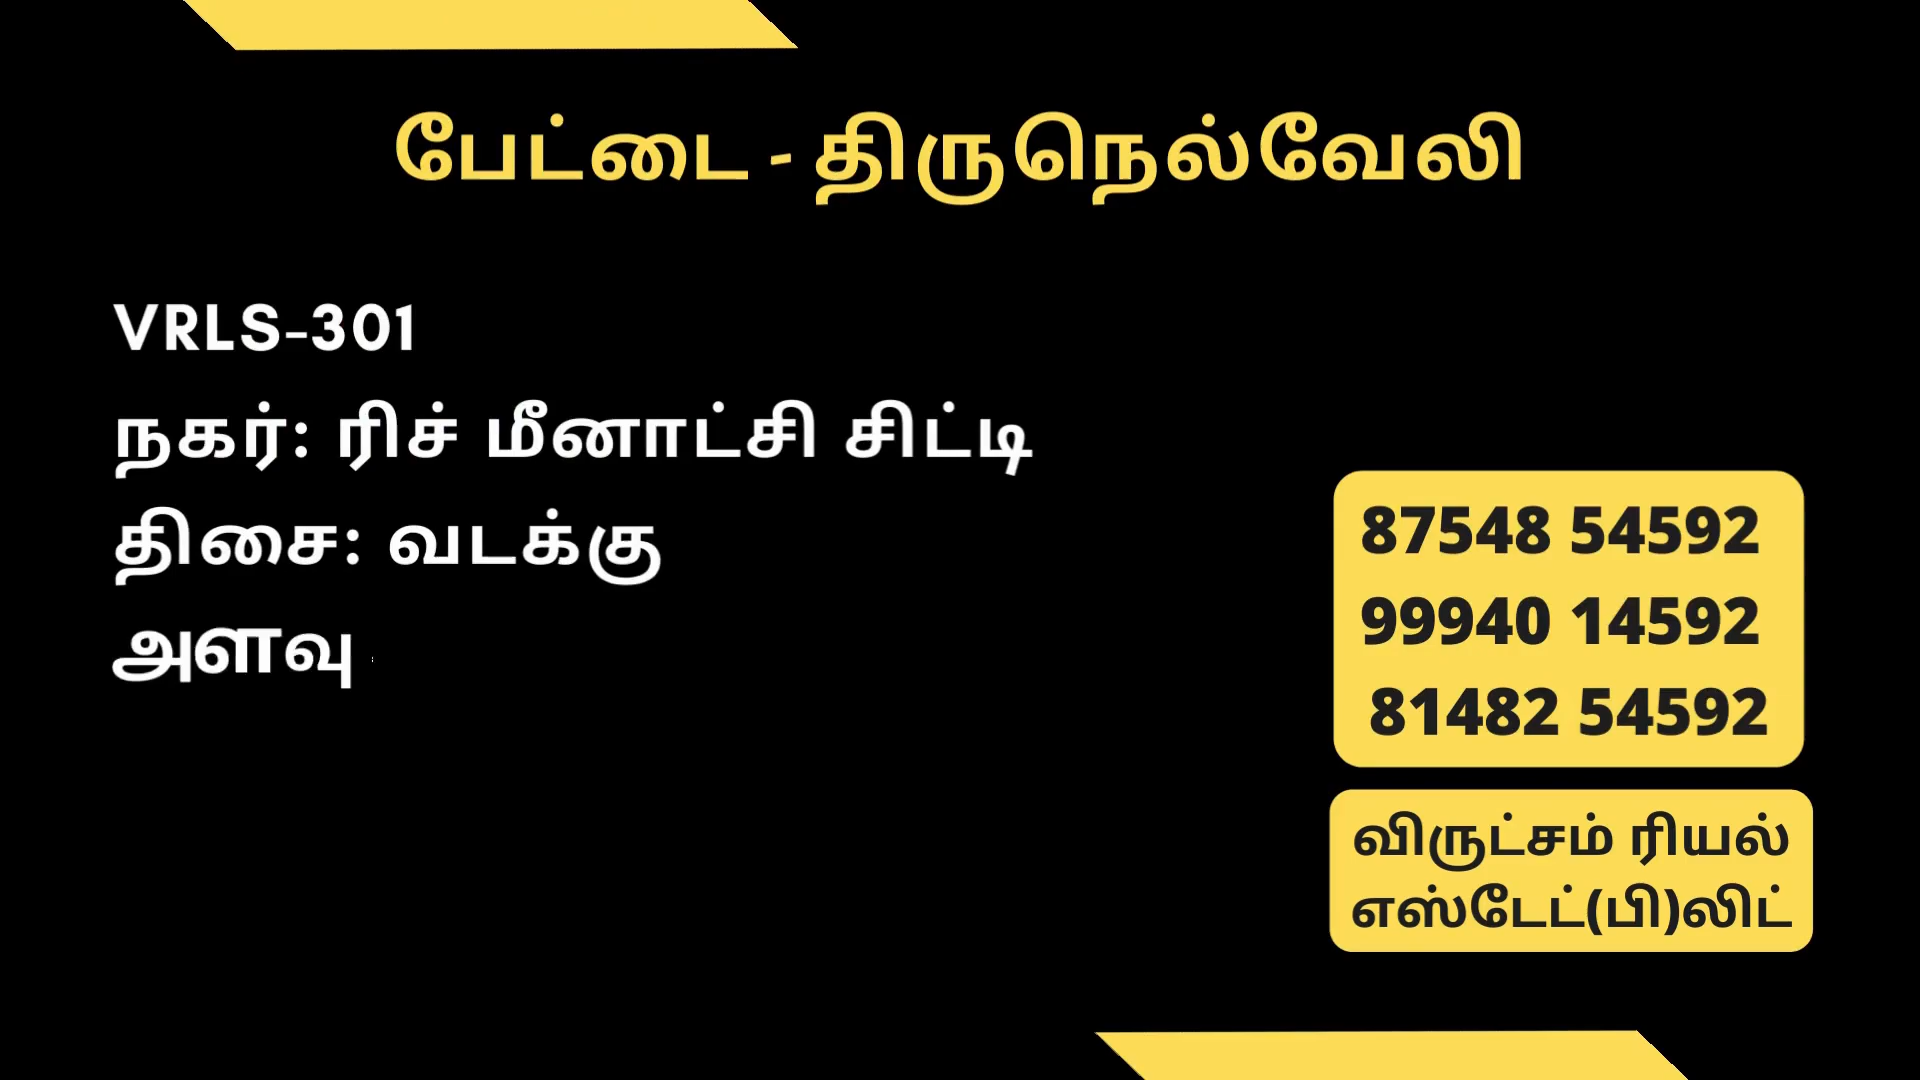 பேட்டை - திருநெல்வேலி
VRLS-301
நகர்: ரிச் மீனாட்சி சிட்டி
திசை: வடக்கு
அளவு :
87548 54592
99940 14592
81482 54592
விருட்சம் ரியல்
எஸ்டேட்(பி)லிட்